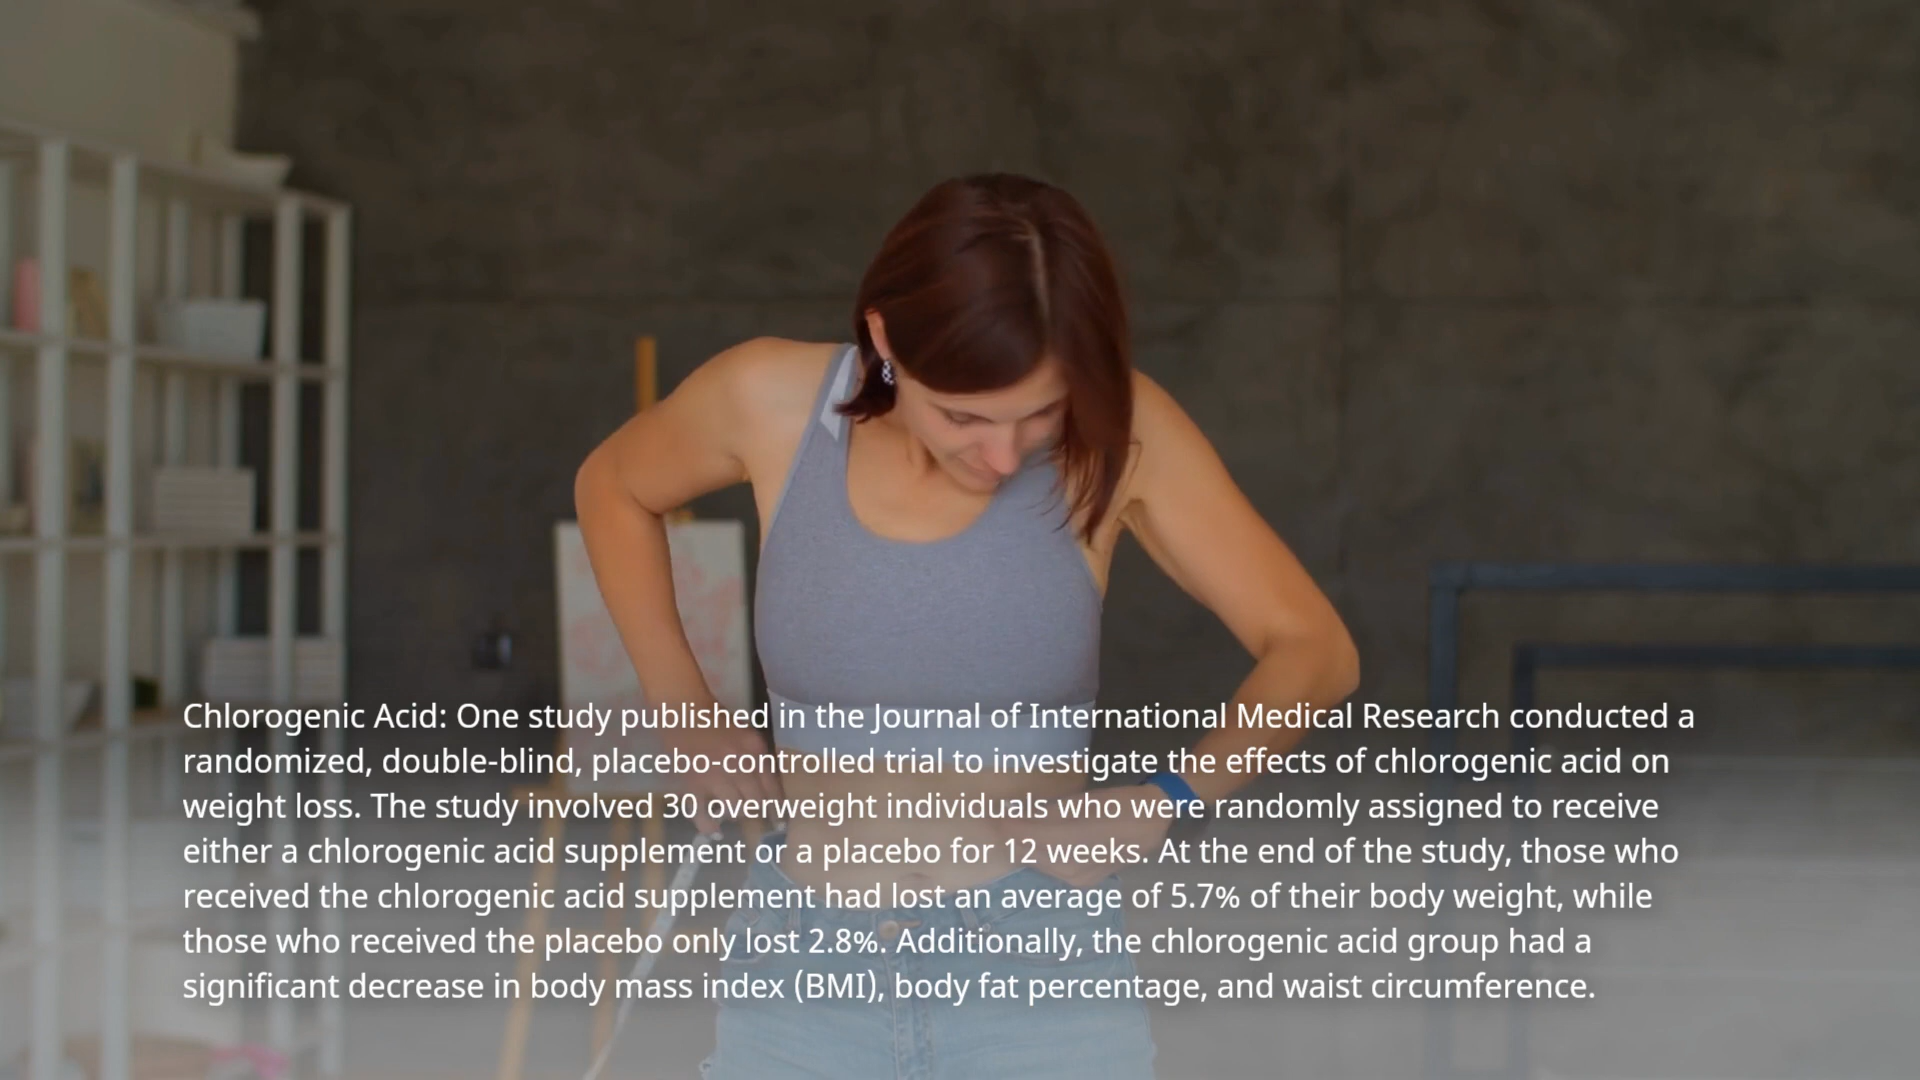 Chlorogenic Acid: One study published in the Journal of International Medical Research conducted a
randomized, double-blind, placebo-controlled trial to investigate the effects of chlorogenic acid on
weight loss. The study involved 30 overweight individuals who were randomly assigned to receive
either a chlorogenic acid supplement or a placebo for 12 weeks. At the end of the study, those who
received the chlorogenic acid supplement had lost an average of 5.7% of their body weight, while
those who received the placebo only lost 2.8%. Additionally, the chlorogenic acid group had a
significant decrease in body mass index (BMI), body fat percentage, and waist circumference.